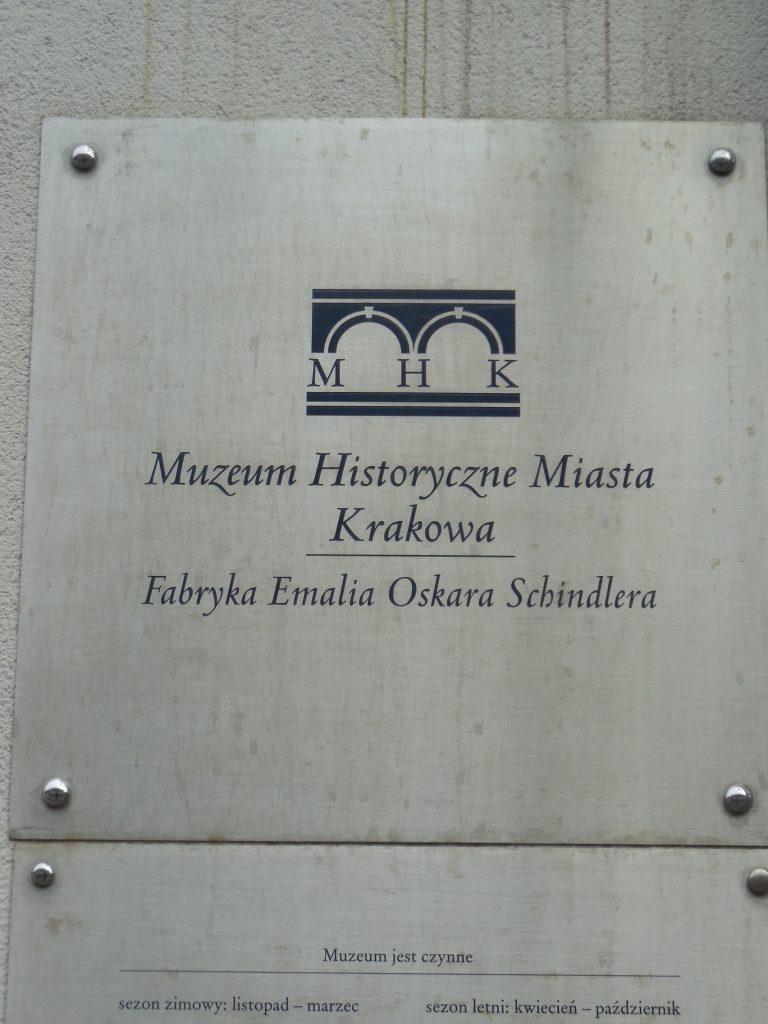 M H K
Muzeum Historyczne Miasta
Krakowa
Fabryka Emalia Oskara Schindlera
Muzeum jest czynne
sezon zimowy: listopad – marzec
sezon letni: kwiecień – październik